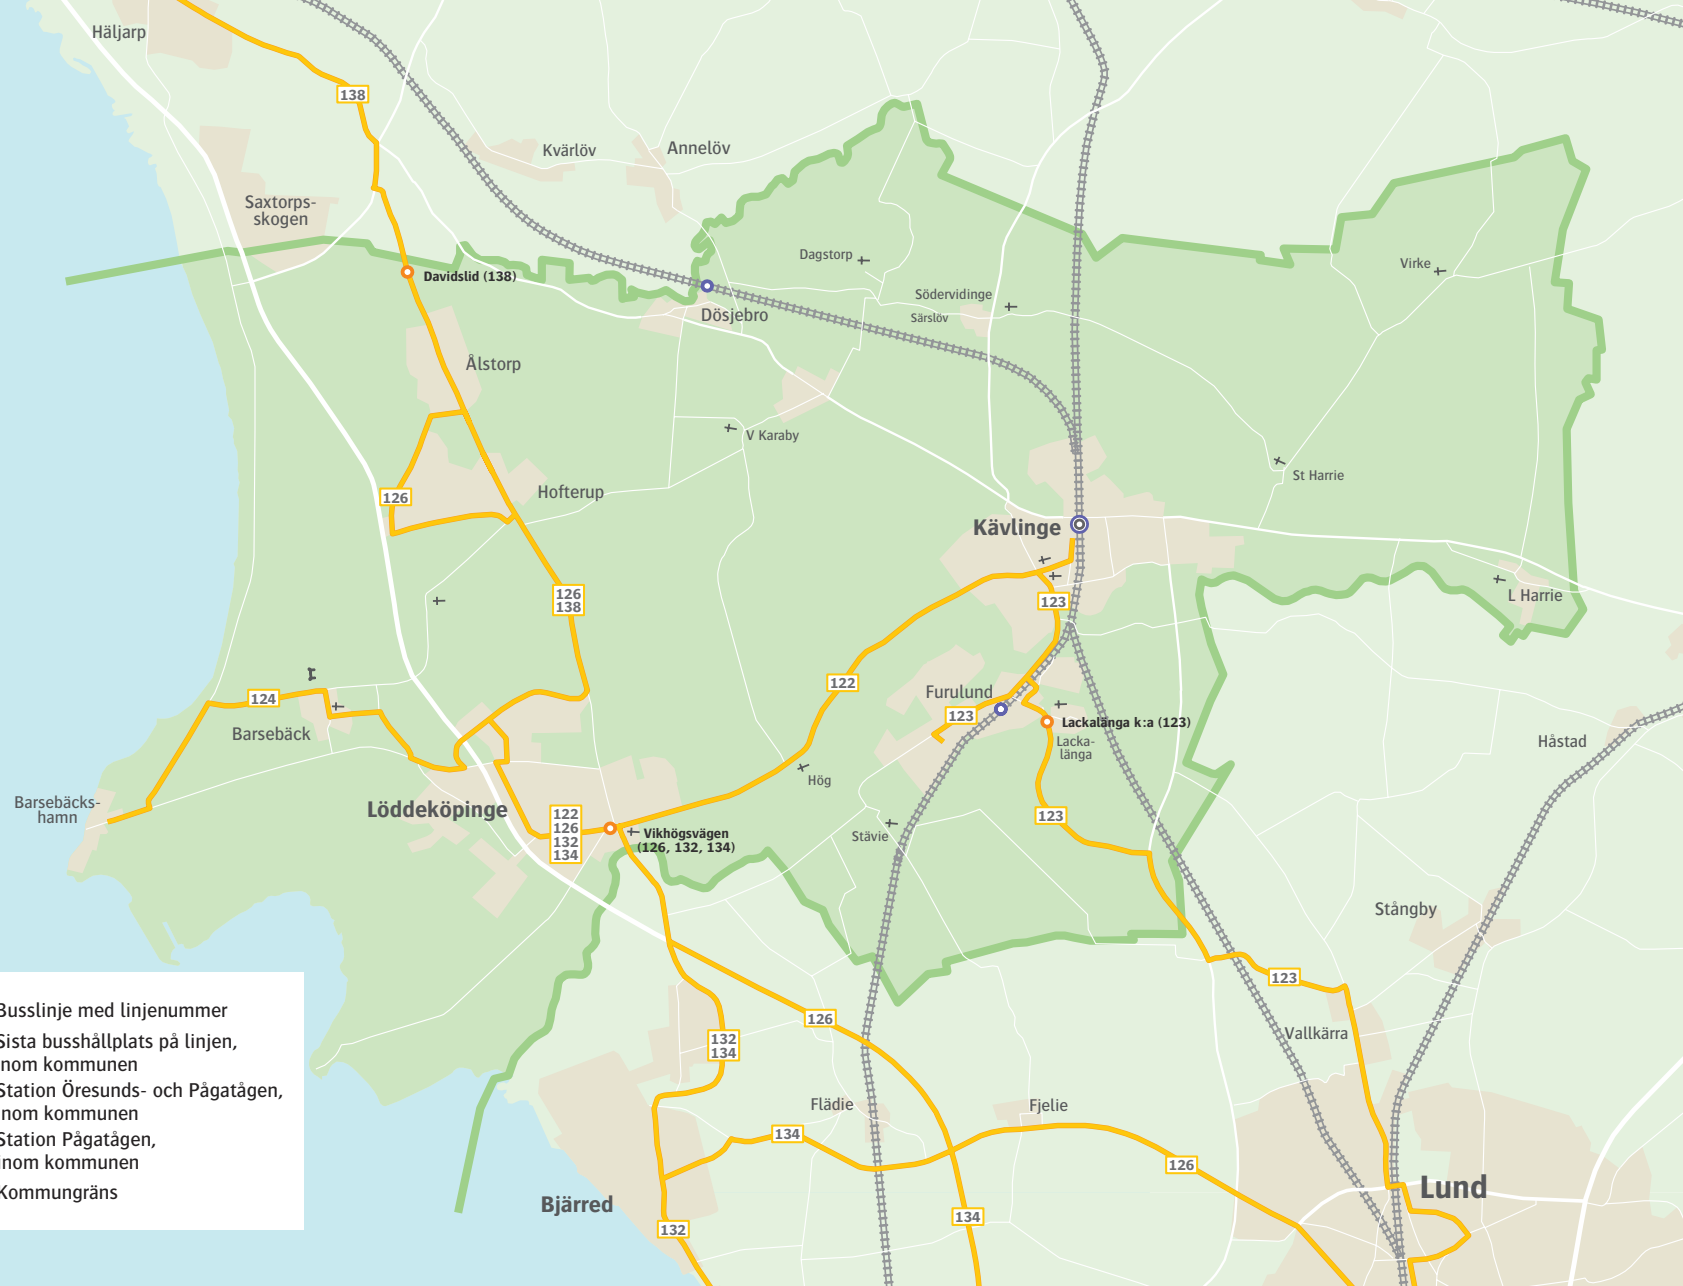 Häljarp
138
Kvärlöv
Annelöv
Saxtorps-
skogen
Dagstorp
Virke
Davidslid (138)
Södervidinge
Dösjebro
Särslöv
Ålstorp
V Karaby
St Harrie
Hofterup
126
Kävlinge
L Harrie
126
138
123
122
Furulund
124
123
Lackalänga k:a (123)
Barsebäck
Lacka-
länga
Håstad
Hög
Barsebäcks-
hamn
Löddeköpinge
122
126
132
134
Vikhögsvägen
(126, 132, 134)
Stävie
123
Stångby
123
126
Vallkärra
132
134
Flädie
Fjelie
134
126
Lund
Bjärred
134
132
Busslinje med linjenummer
Sista busshållplats på linjen,
inom kommunen
Station Öresunds- och Pågatågen,
inom kommunen
Station Pågatågen,
inom kommunen
Kommungräns